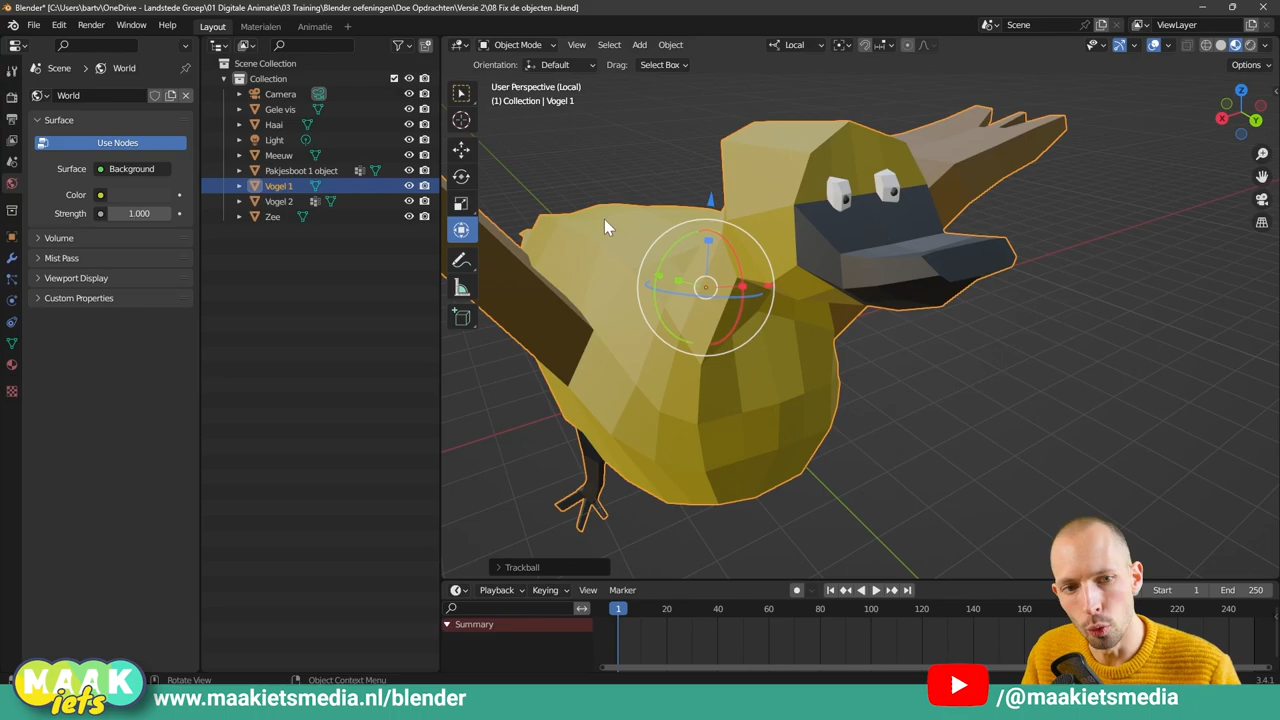 Blender* [C:\Users\bartv\OneDrive - Landstede Groep\01 Digitale Animatie\03 Training\Blender oefeningen\Doe Opdrachten\Versie 2\08 Fix de objecten .blend]
File Edit Render Window Help Layout Materialen Animatie Scene ViewLayer
Object Mode View Select Add Object Local
Scene World Scene Collection Orientation: Default Drag: Select Box Options
World Collection
Surface
Use Nodes
Surface Background
Color
Strength 1.000
Volume
Mist Pass
Viewport Display
Custom Properties
Camera
Gele vis
Haai
Light
Meeuw
Pakjesboot 1 object
Vogel 1
Vogel 2
Zee
User Perspective (Local)
(1) Collection | Vogel 1
Z
X
Y
Trackball
Playback Keying View Marker Start 1 End 250
1 20 40 60 80 100 120 140 160 220 240
Summary
Rotate View Object Context Menu 3.4.1
MAAK
iets
www.maakietsmedia.nl/blender
/@maakietsmedia